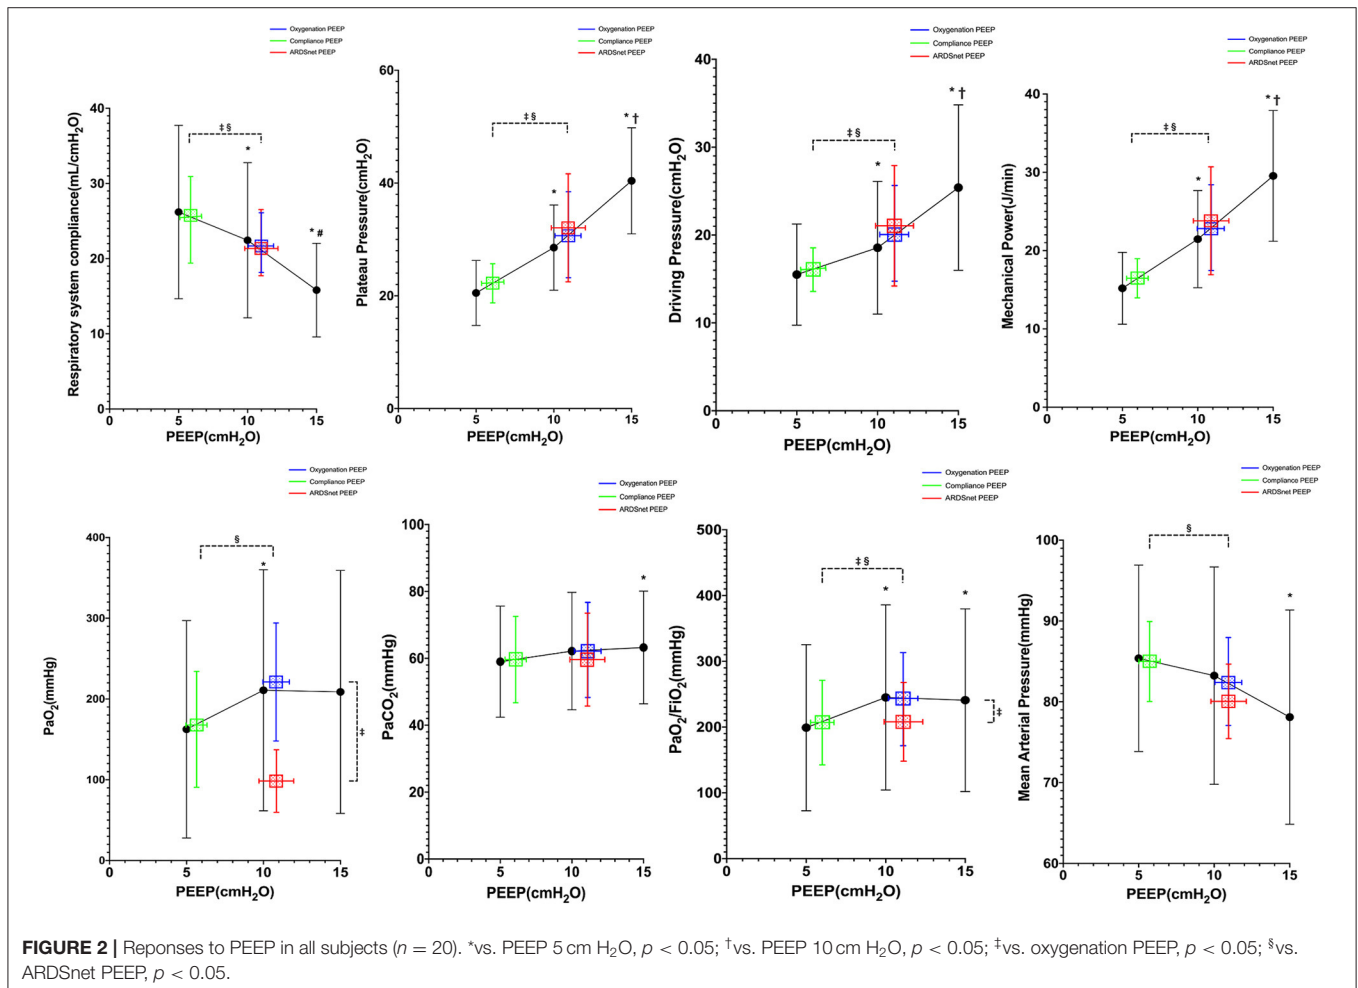 Oxygenation PEEP
Compliance PEEP
ARDSnet PEEP
Respiratory system compliance(mL/cmH₂O)
40
30
20
10
0
‡ §
*
* #
0 5 10 15
PEEP(cmH₂O)
Oxygenation PEEP
Compliance PEEP
ARDSnet PEEP
Plateau Pressure(cmH₂O)
60
40
20
0
‡ §
*
* †
0 5 10 15
PEEP(cmH₂O)
Oxygenation PEEP
Compliance PEEP
ARDSnet PEEP
Driving Pressure(cmH₂O)
40
30
20
10
0
‡ §
*
* †
0 5 10 15
PEEP(cmH₂O)
Oxygenation PEEP
Compliance PEEP
ARDSnet PEEP
Mechanical Power(J/min)
40
30
20
10
0
‡ §
*
* †
0 5 10 15
PEEP(cmH₂O)
Oxygenation PEEP
Compliance PEEP
ARDSnet PEEP
PaO₂(mmHg)
400
300
200
100
0
§
*
‡
0 5 10 15
PEEP(cmH₂O)
Oxygenation PEEP
Compliance PEEP
ARDSnet PEEP
PaCO₂(mmHg)
100
80
60
40
20
0
*
0 5 10 15
PEEP(cmH₂O)
Oxygenation PEEP
Compliance PEEP
ARDSnet PEEP
PaO₂/FiO₂(mmHg)
500
400
300
200
100
0
‡ §
*
*
‡
0 5 10 15
PEEP(cmH₂O)
Oxygenation PEEP
Compliance PEEP
ARDSnet PEEP
Mean Arterial Pressure(mmHg)
100
90
80
70
60
§
*
0 5 10 15
PEEP(cmH₂O)
FIGURE 2 | Reponses to PEEP in all subjects (n = 20). *vs. PEEP 5 cm H₂O, p < 0.05; †vs. PEEP 10 cm H₂O, p < 0.05; ‡vs. oxygenation PEEP, p < 0.05; §vs.
ARDSnet PEEP, p < 0.05.